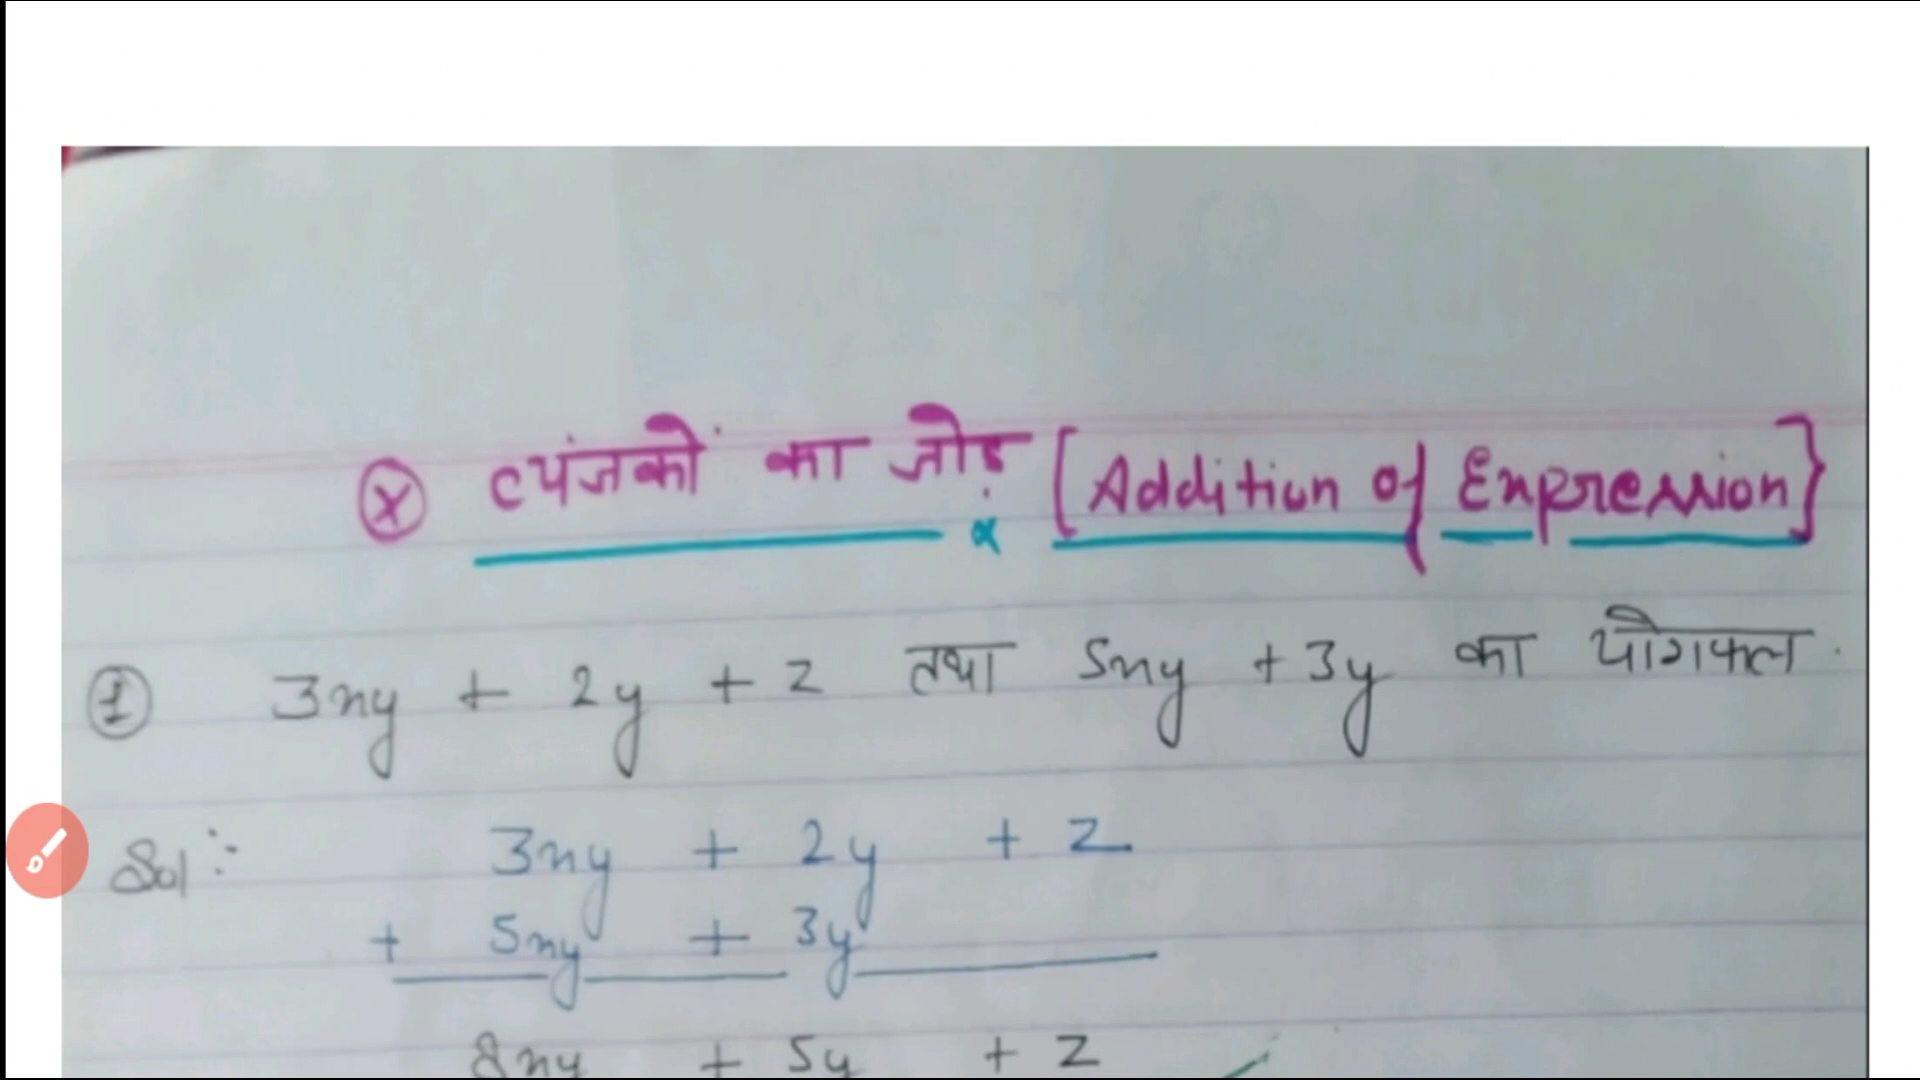 ⓧ व्यंजकों का जोड़ [Addition of Expression}
① 3xy + 2y + z तथा 5xy + 3y का योगफल.
Sol :- 3xy + 2y + z
+ 5xy + 3y
8xy + 5y + z